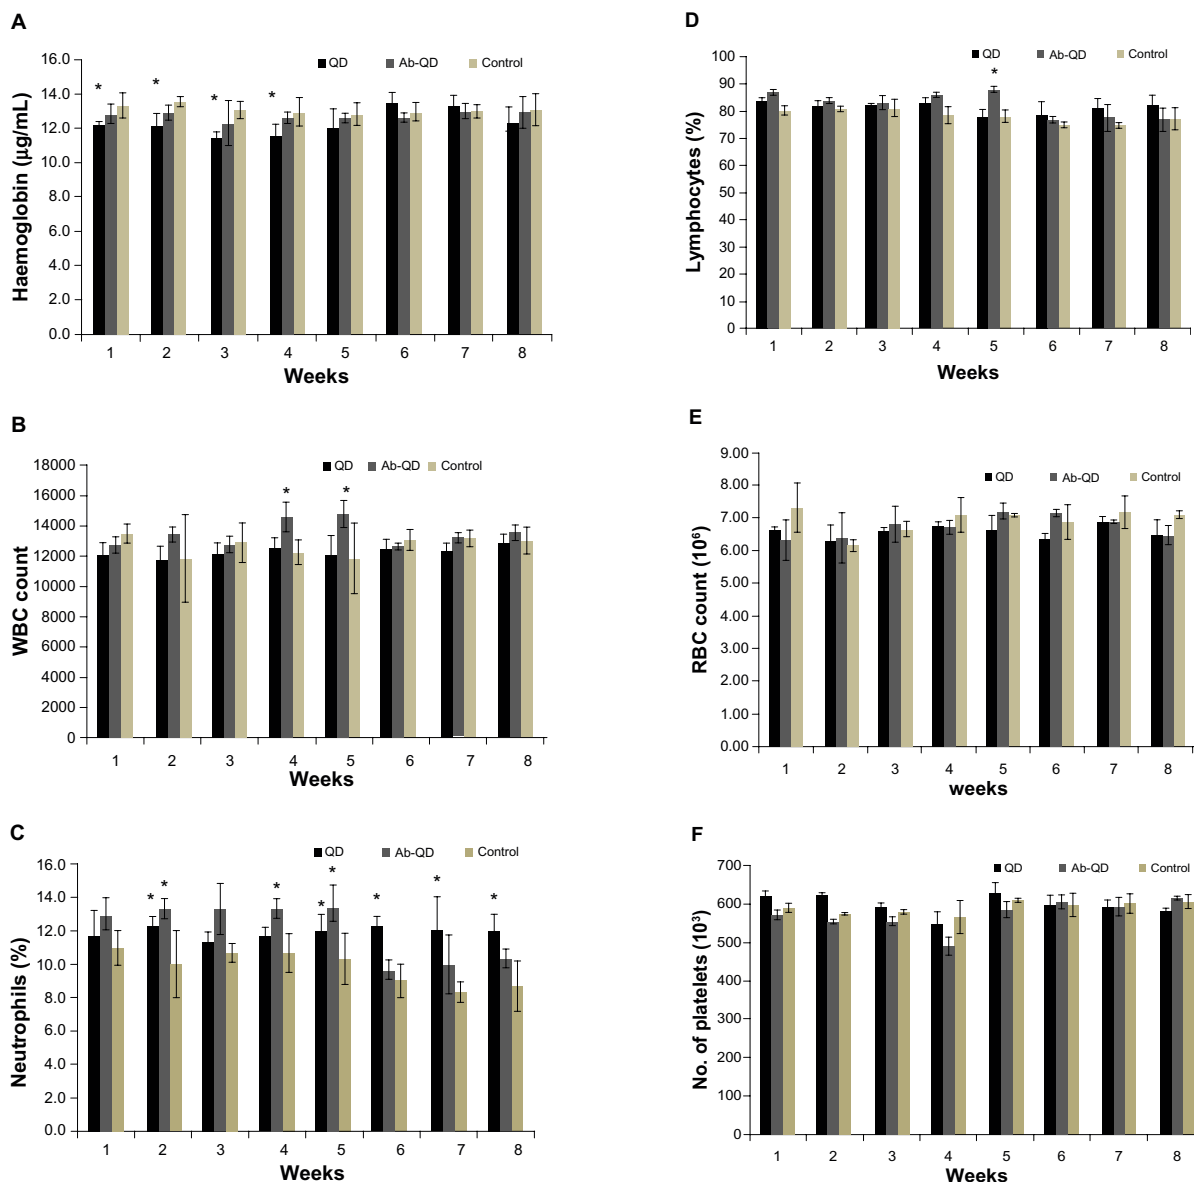 A
QD Ab-QD Control
Haemoglobin (µg/mL)
16.0
14.0
12.0
10.0
8.0
6.0
4.0
2.0
0.0
* * * *
1 2 3 4 5 6 7 8
Weeks
B
QD Ab-QD Control
WBC count
18000
16000
14000
12000
10000
8000
6000
4000
2000
0
* *
1 2 3 4 5 6 7 8
Weeks
C
QD Ab-QD Control
Neutrophils (%)
16.0
14.0
12.0
10.0
8.0
6.0
4.0
2.0
0.0
* * * * * * * *
1 2 3 4 5 6 7 8
Weeks
D
QD Ab-QD Control
Lymphocytes (%)
100
90
80
70
60
50
40
30
20
10
0
*
1 2 3 4 5 6 7 8
Weeks
E
QD Ab-QD Control
RBC count (10⁶)
9.00
8.00
7.00
6.00
5.00
4.00
3.00
2.00
1.00
0.00
1 2 3 4 5 6 7 8
weeks
F
QD Ab-QD Control
No. of platelets (10³)
700
600
500
400
300
200
100
0
1 2 3 4 5 6 7 8
Weeks